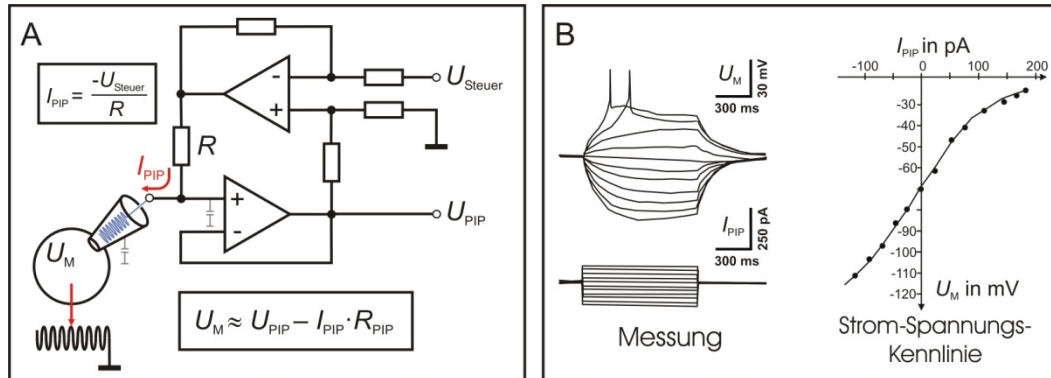 A
I_PIP = -U_Steuer / R
- U_Steuer
+
R
I_PIP
+
-
U_PIP
U_M
U_M ≈ U_PIP – I_PIP·R_PIP
B
U_M
30 mV
300 ms
I_PIP
250 pA
300 ms
Messung
I_PIP in pA
-100 0 100 200
-30
-40
-50
-60
-70
-80
-90
-100
-110
-120
U_M in mV
Strom-Spannungs-
Kennlinie